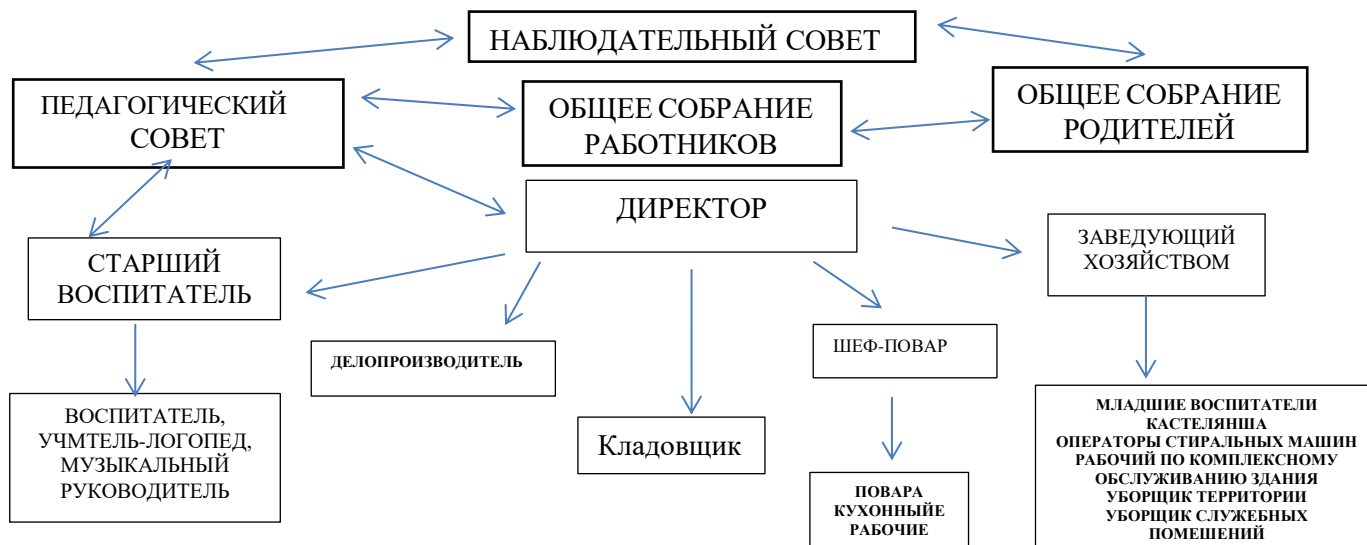 НАБЛЮДАТЕЛЬНЫЙ СОВЕТ
ПЕДАГОГИЧЕСКИЙ
СОВЕТ
ОБЩЕЕ СОБРАНИЕ
РАБОТНИКОВ
ОБЩЕЕ СОБРАНИЕ
РОДИТЕЛЕЙ
ДИРЕКТОР
СТАРШИЙ
ВОСПИТАТЕЛЬ
ЗАВЕДУЮЩИЙ
ХОЗЯЙСТВОМ
ДЕЛОПРОИЗВОДИТЕЛЬ
ШЕФ-ПОВАР
Кладовщик
ВОСПИТАТЕЛЬ,
УЧМТЕЛЬ-ЛОГОПЕД,
МУЗЫКАЛЬНЫЙ
РУКОВОДИТЕЛЬ
ПОВАРА
КУХОННЫЙЕ
РАБОЧИЕ
МЛАДШИЕ ВОСПИТАТЕЛИ
КАСТЕЛЯНША
ОПЕРАТОРЫ СТИРАЛЬНЫХ МАШИН
РАБОЧИЙ ПО КОМПЛЕКСНОМУ
ОБСЛУЖИВАНИЮ ЗДАНИЯ
УБОРЩИК ТЕРРИТОРИИ
УБОРЩИК СЛУЖЕБНЫХ
ПОМЕШЕНИЙ